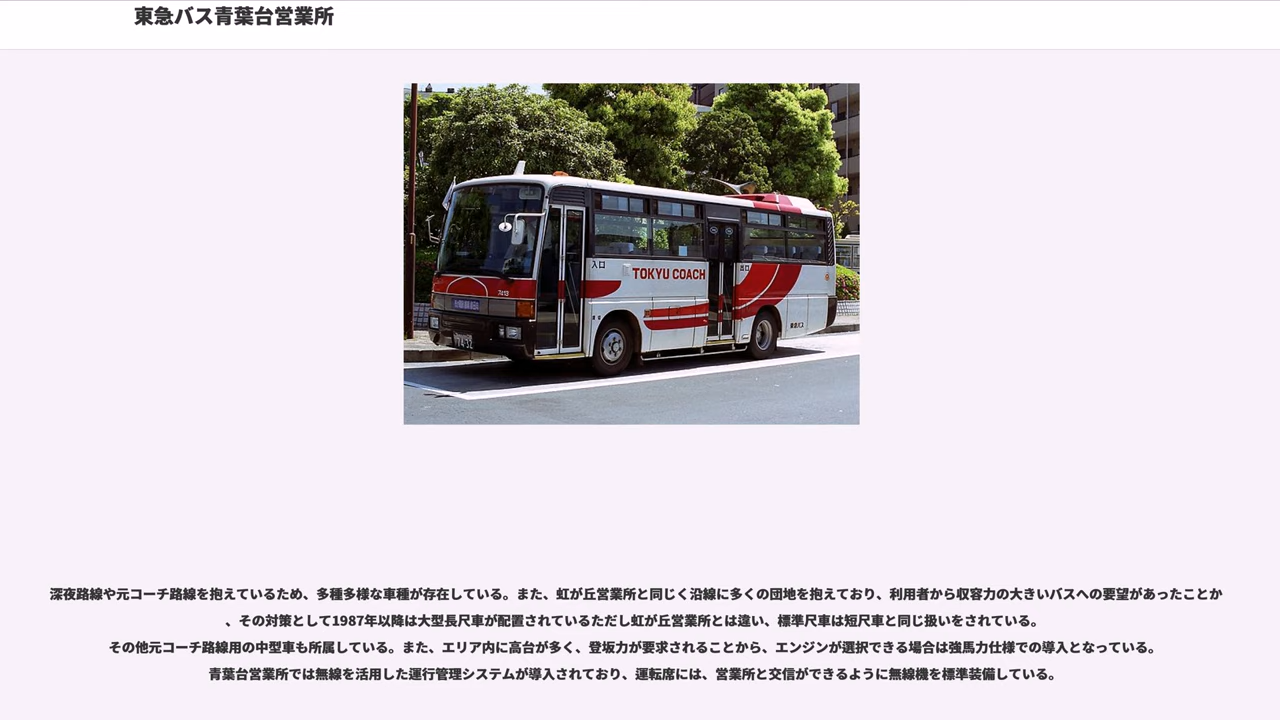 東急バス青葉台営業所
入口
TOKYU COACH
出口
7413
東急バス
深夜路線や元コーチ路線を抱えているため、多種多様な車種が存在している。また、虹が丘営業所と同じく沿線に多くの団地を抱えており、利用者から収容力の大きいバスへの要望があったことか
、その対策として1987年以降は大型長尺車が配置されているただし虹が丘営業所とは違い、標準尺車は短尺車と同じ扱いをされている。
その他元コーチ路線用の中型車も所属している。また、エリア内に高台が多く、登坂力が要求されることから、エンジンが選択できる場合は強馬力仕様での導入となっている。
青葉台営業所では無線を活用した運行管理システムが導入されており、運転席には、営業所と交信ができるように無線機を標準装備している。